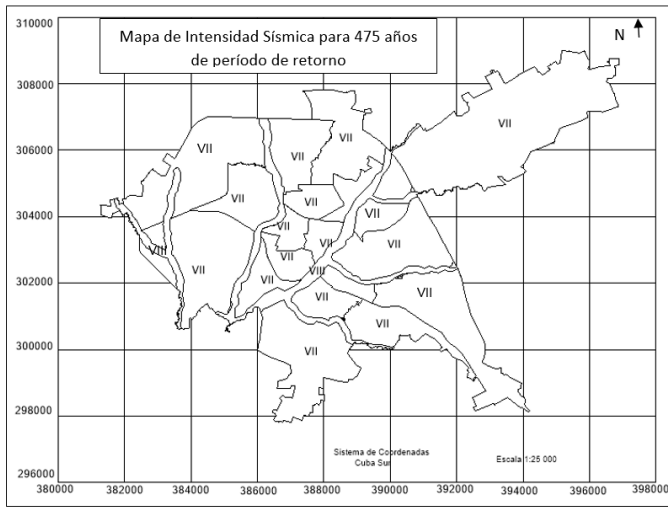 Mapa de Intensidad Sísmica para 475 años
de período de retorno
N
310000
308000
306000
304000
302000
300000
298000
296000
VII
VII
VII
VII
VII
VII
VII
VII
VII
VII
VII
VIII
VII
VII
VII
VIII
VII
VII
VII
VII
Sistema de Coordenadas
Cuba Sur
Escala 1:25 000
380000 382000 384000 386000 388000 390000 392000 394000 396000 398000